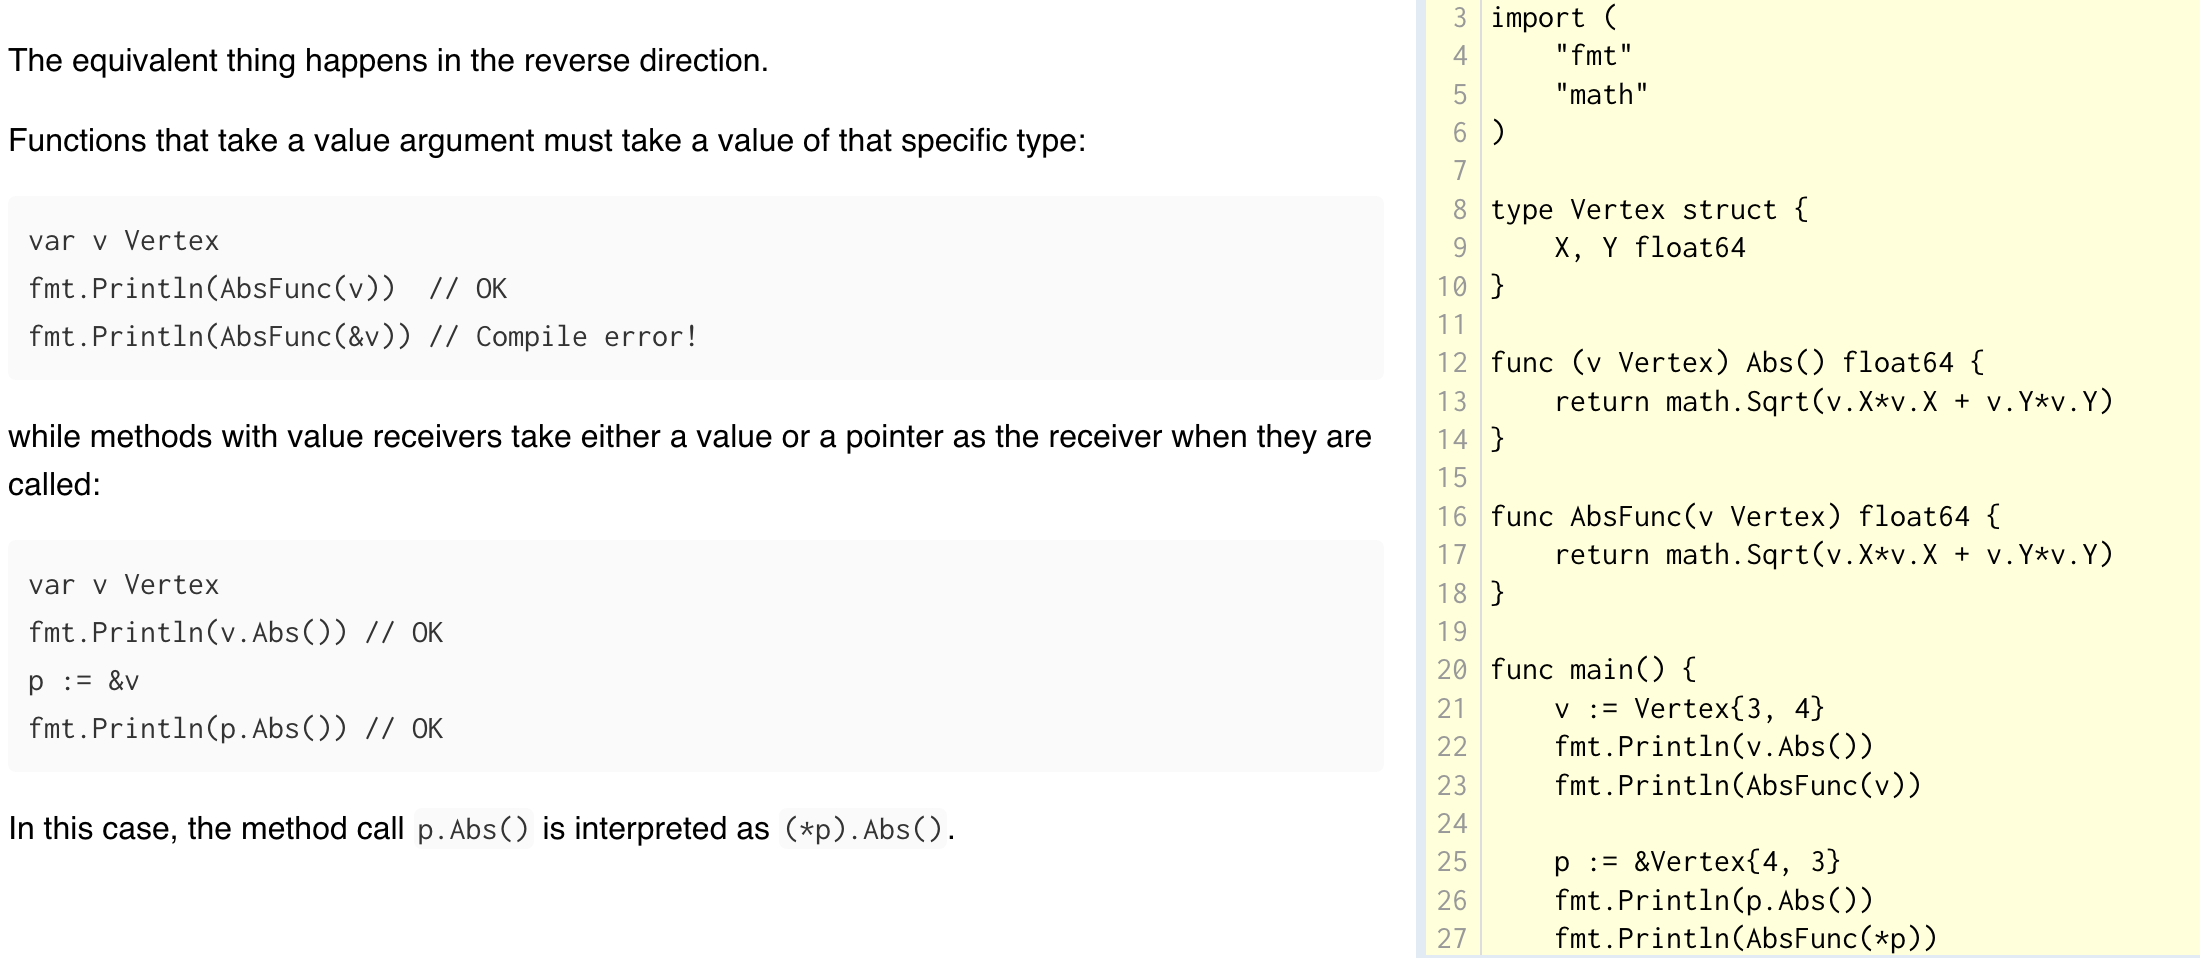 The equivalent thing happens in the reverse direction.
Functions that take a value argument must take a value of that specific type:
var v Vertex
fmt.Println(AbsFunc(v))  // OK
fmt.Println(AbsFunc(&v)) // Compile error!
while methods with value receivers take either a value or a pointer as the receiver when they are
called:
var v Vertex
fmt.Println(v.Abs()) // OK
p := &v
fmt.Println(p.Abs()) // OK
In this case, the method call p.Abs() is interpreted as (*p).Abs().
3 import (
4     "fmt"
5     "math"
6 )
7
8 type Vertex struct {
9     X, Y float64
10 }
11
12 func (v Vertex) Abs() float64 {
13     return math.Sqrt(v.X*v.X + v.Y*v.Y)
14 }
15
16 func AbsFunc(v Vertex) float64 {
17     return math.Sqrt(v.X*v.X + v.Y*v.Y)
18 }
19
20 func main() {
21     v := Vertex{3, 4}
22     fmt.Println(v.Abs())
23     fmt.Println(AbsFunc(v))
24
25     p := &Vertex{4, 3}
26     fmt.Println(p.Abs())
27     fmt.Println(AbsFunc(*p))